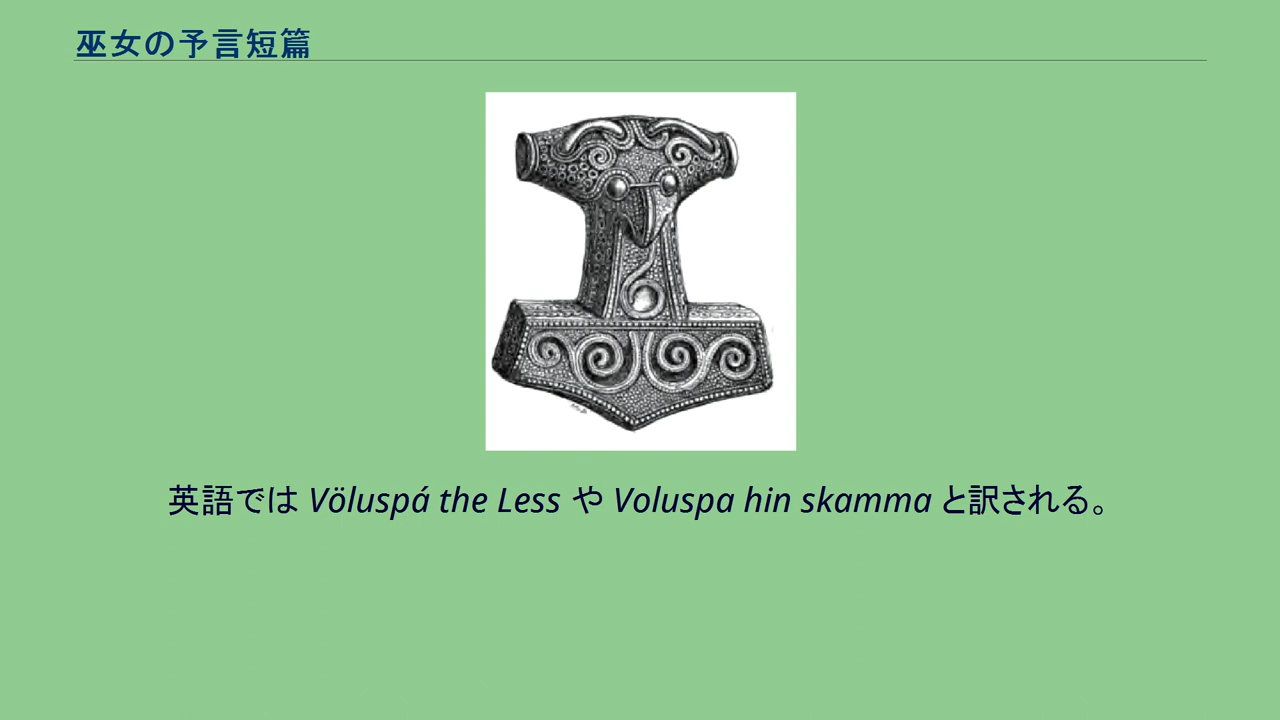 巫女の予言短篇
英語では Völuspá the Less や Voluspa hin skamma と訳される。